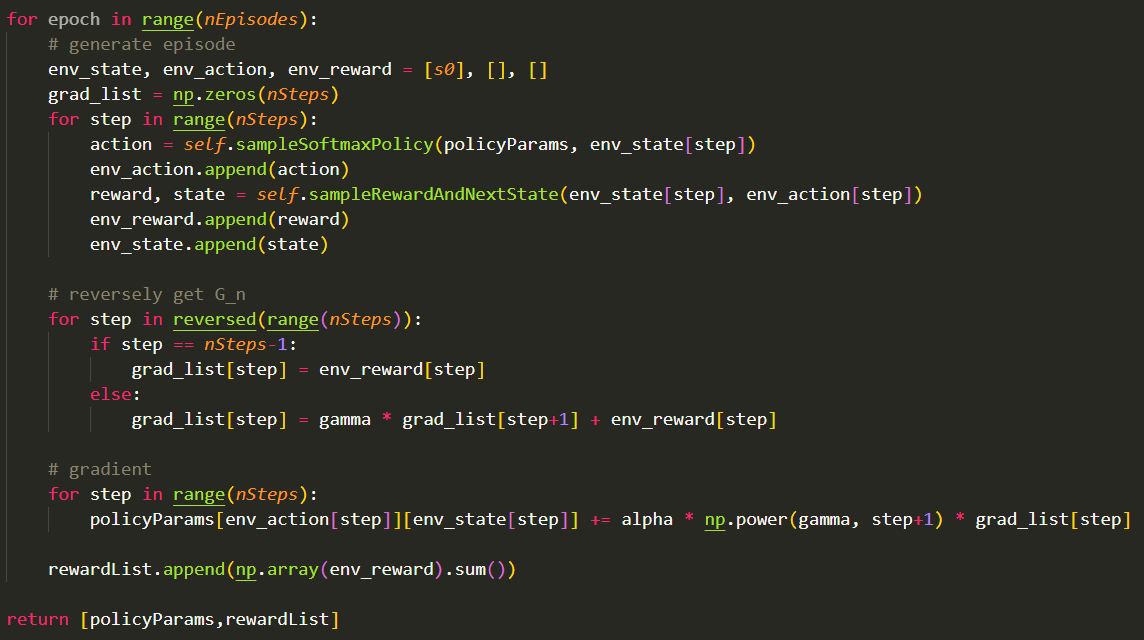 for epoch in range(nEpisodes):
    # generate episode
    env_state, env_action, env_reward = [s0], [], []
    grad_list = np.zeros(nSteps)
    for step in range(nSteps):
        action = self.sampleSoftmaxPolicy(policyParams, env_state[step])
        env_action.append(action)
        reward, state = self.sampleRewardAndNextState(env_state[step], env_action[step])
        env_reward.append(reward)
        env_state.append(state)

    # reversely get G_n
    for step in reversed(range(nSteps)):
        if step == nSteps-1:
            grad_list[step] = env_reward[step]
        else:
            grad_list[step] = gamma * grad_list[step+1] + env_reward[step]

    # gradient
    for step in range(nSteps):
        policyParams[env_action[step]][env_state[step]] += alpha * np.power(gamma, step+1) * grad_list[step]

    rewardList.append(np.array(env_reward).sum())

return [policyParams,rewardList]